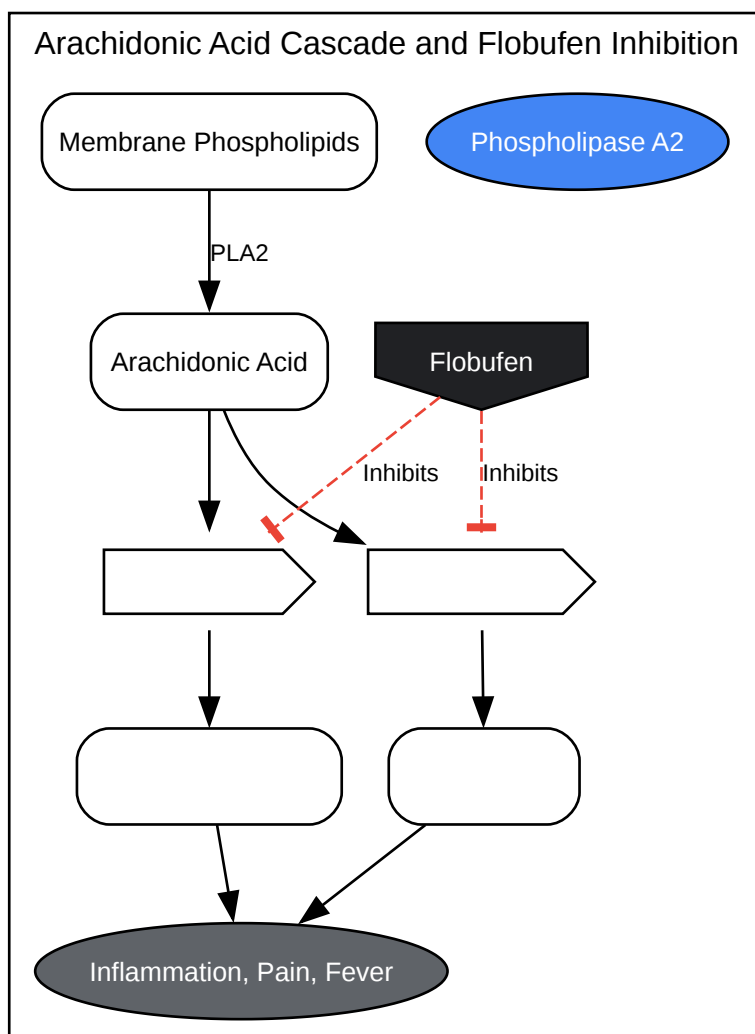 Arachidonic Acid Cascade and Flobufen Inhibition
Membrane Phospholipids
Phospholipase A2
PLA2
Arachidonic Acid
Flobufen
Inhibits
Inhibits
Inflammation, Pain, Fever